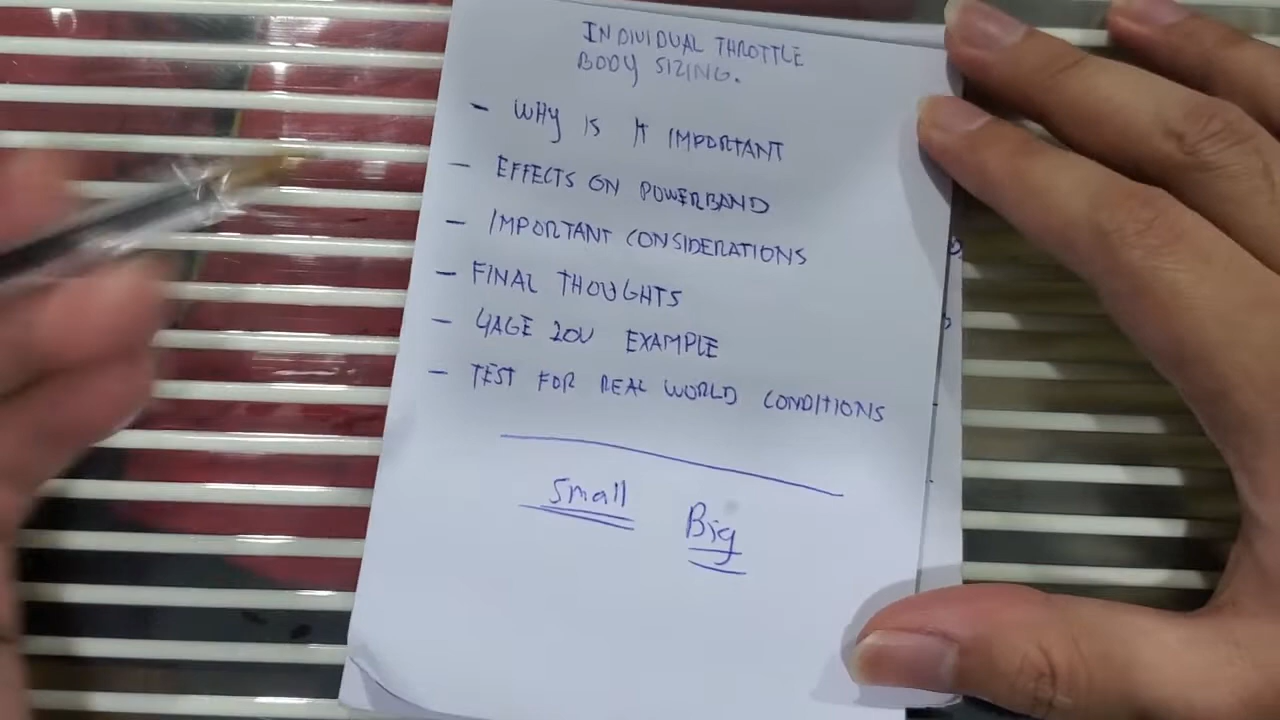 INDIVIDUAL THROTTLE
BODY SIZING.
- WHY IS IT IMPORTANT
- EFFECTS ON POWERBAND
- IMPORTANT CONSIDERATIONS
- FINAL THOUGHTS
- 4AGE 20V EXAMPLE
- TEST FOR REAL WORLD CONDITIONS
Small Big